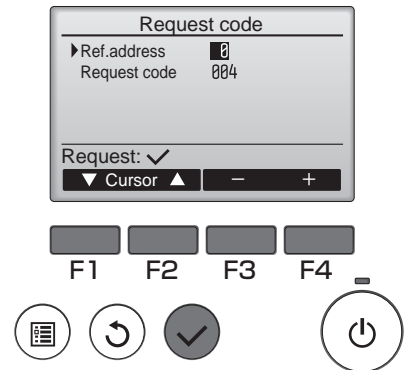 Request code
Ref.address 0
Request code 004
Request: ✓
▼ Cursor ▲ − +
F1 F2 F3 F4